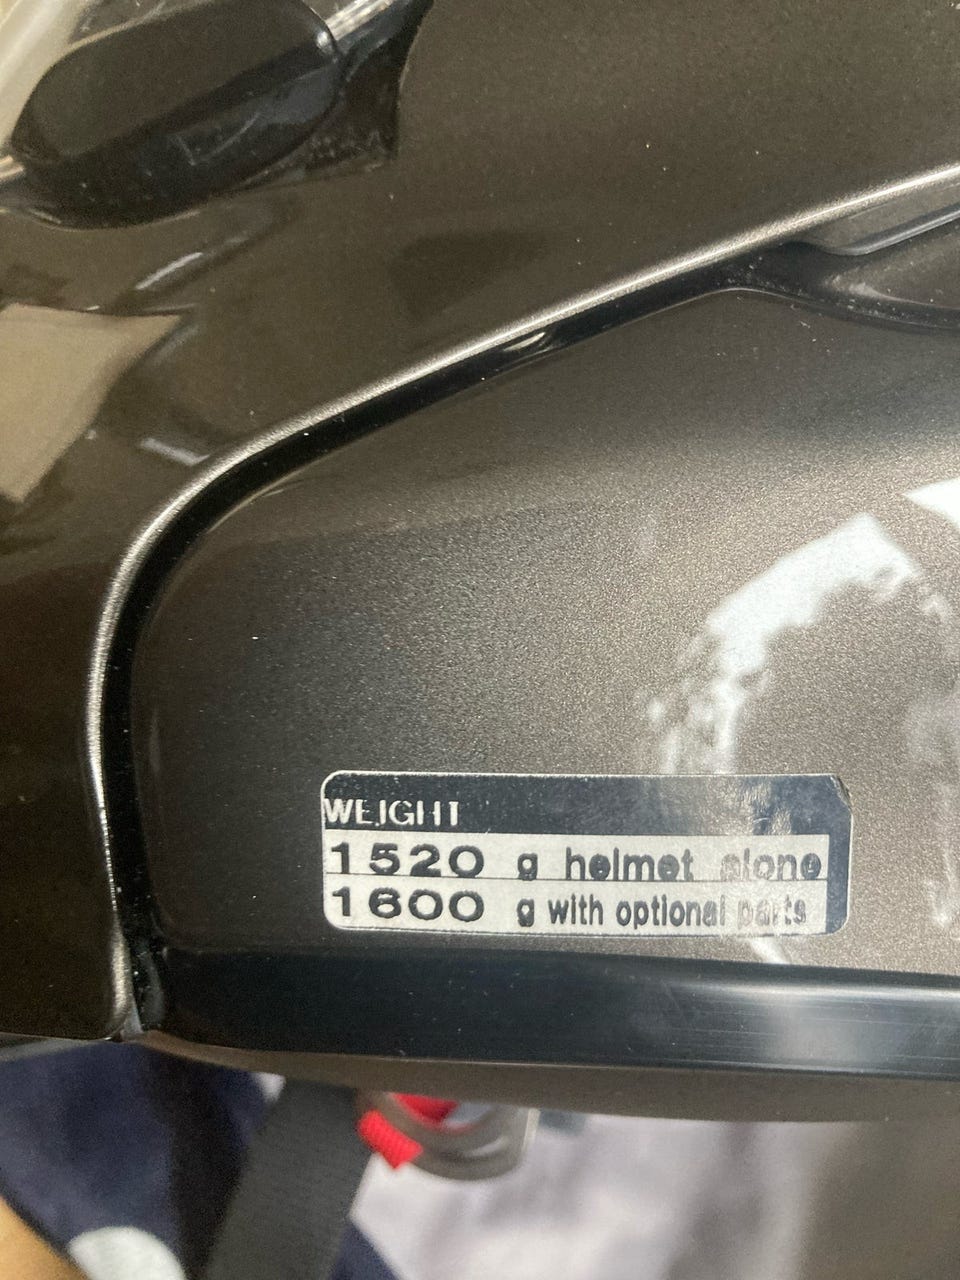 WEIGHT
1520 g helmet alone
1600 g with optional parts